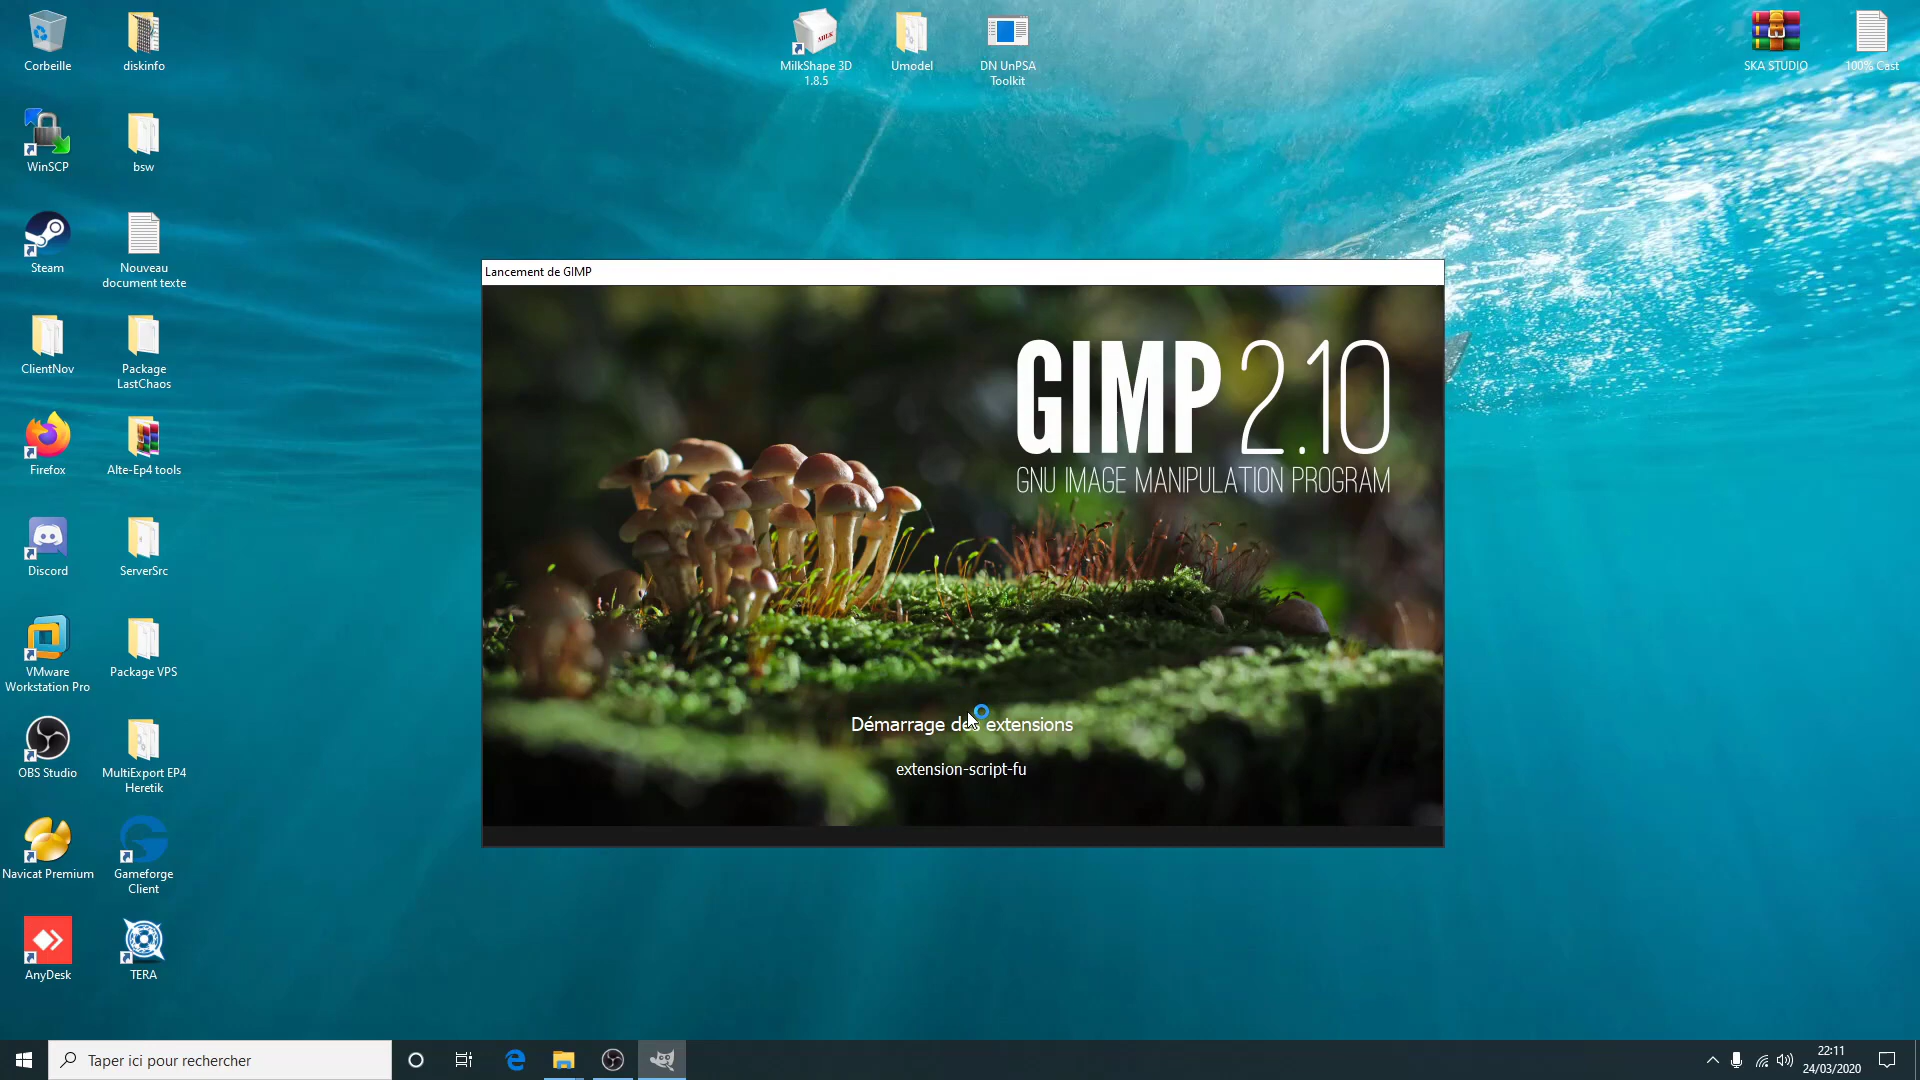 Corbeille
diskinfo
MilkShape 3D
1.8.5
MILK
Umodel
DN UnPSA
Toolkit
SKA STUDIO
100% Cast
WinSCP
bsw
Steam
Nouveau
document texte
ClientNov
Package
LastChaos
Firefox
Alte-Ep4 tools
Discord
ServerSrc
VMware
Workstation Pro
Package VPS
OBS Studio
MultiExport EP4
Heretik
Navicat Premium
Gameforge
Client
AnyDesk
TERA
Lancement de GIMP
GIMP 2.10
GNU IMAGE MANIPULATION PROGRAM
Démarrage des extensions
extension-script-fu
Taper ici pour rechercher
22:11
24/03/2020